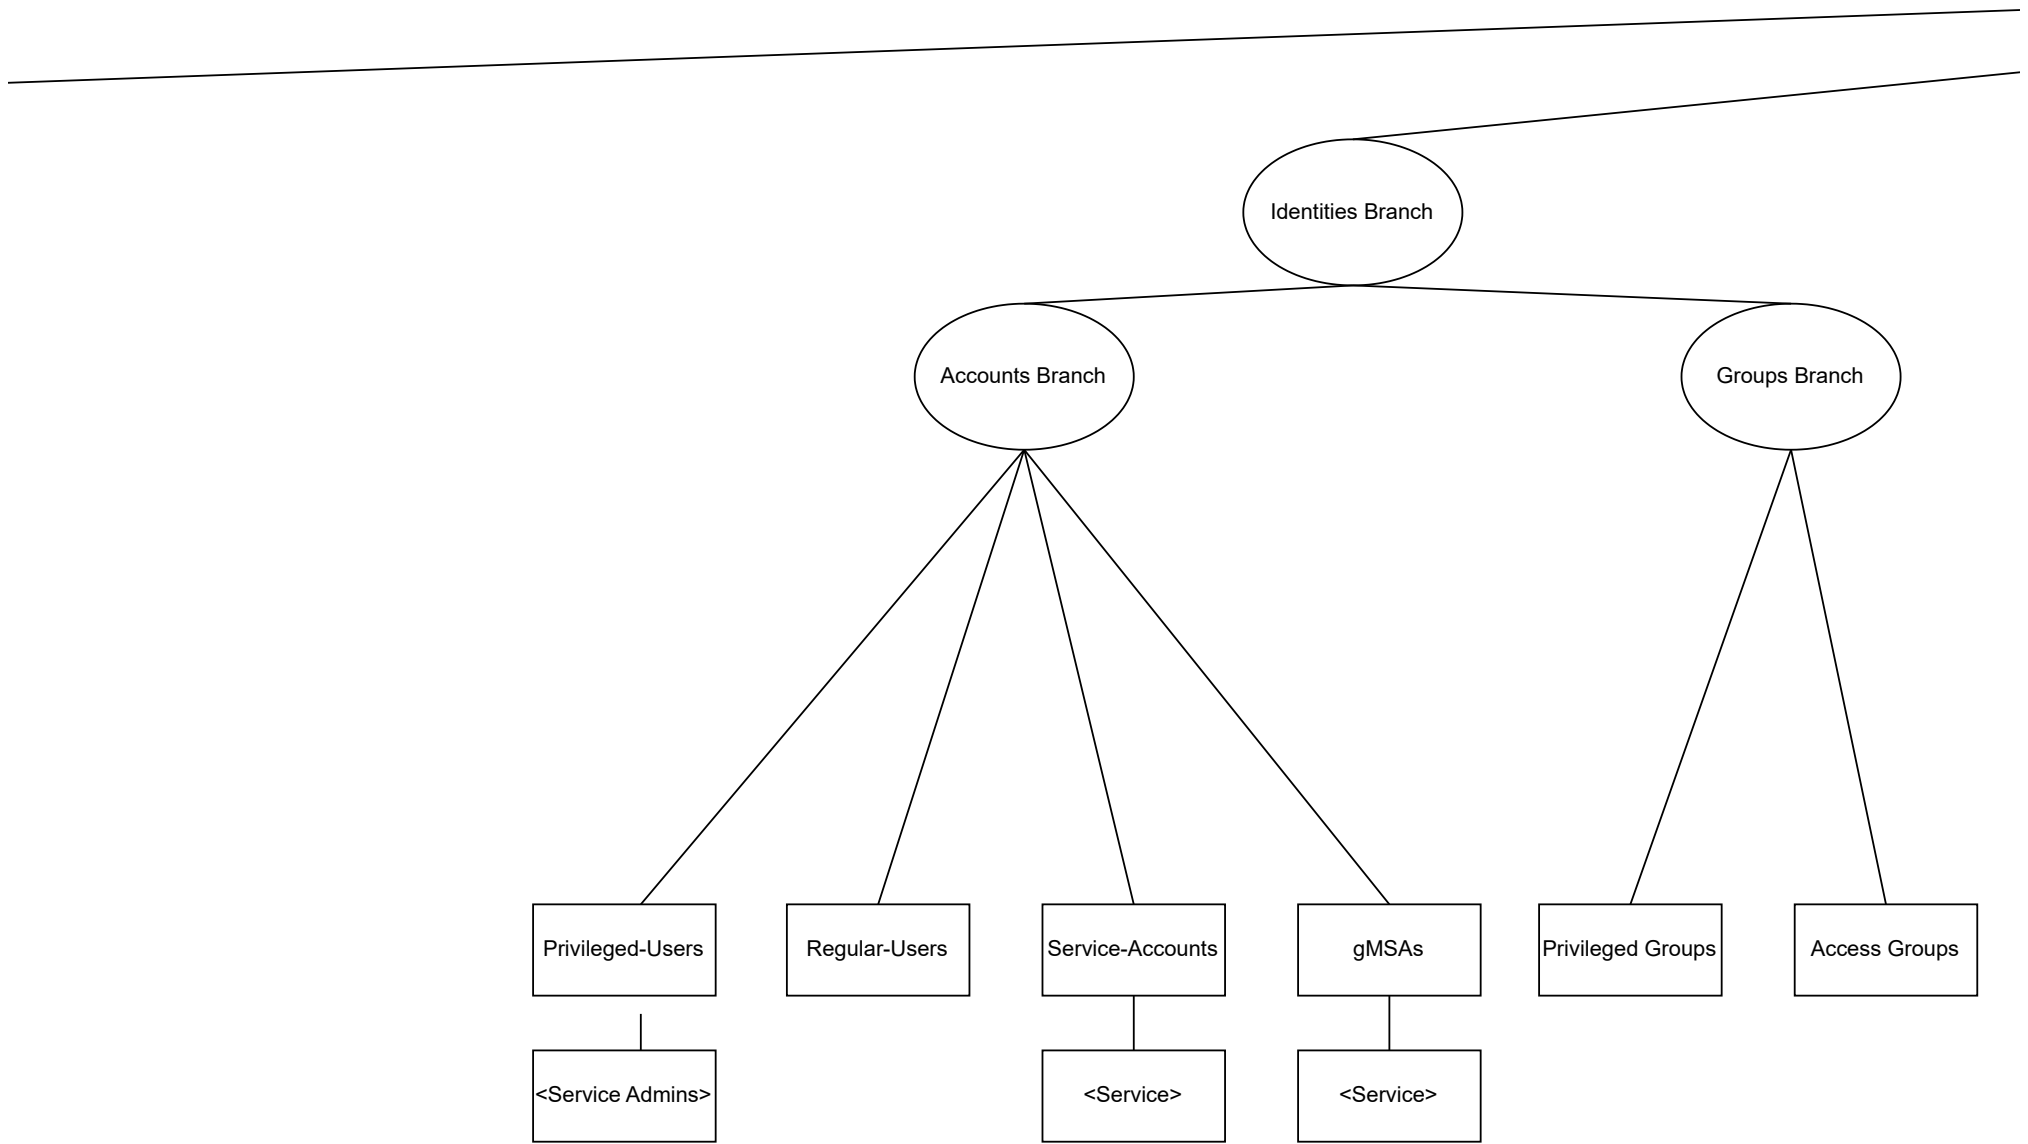 Identities Branch
Accounts Branch
Groups Branch
Privileged-Users
Regular-Users
Service-Accounts
gMSAs
Privileged Groups
Access Groups
<Service Admins>
<Service>
<Service>